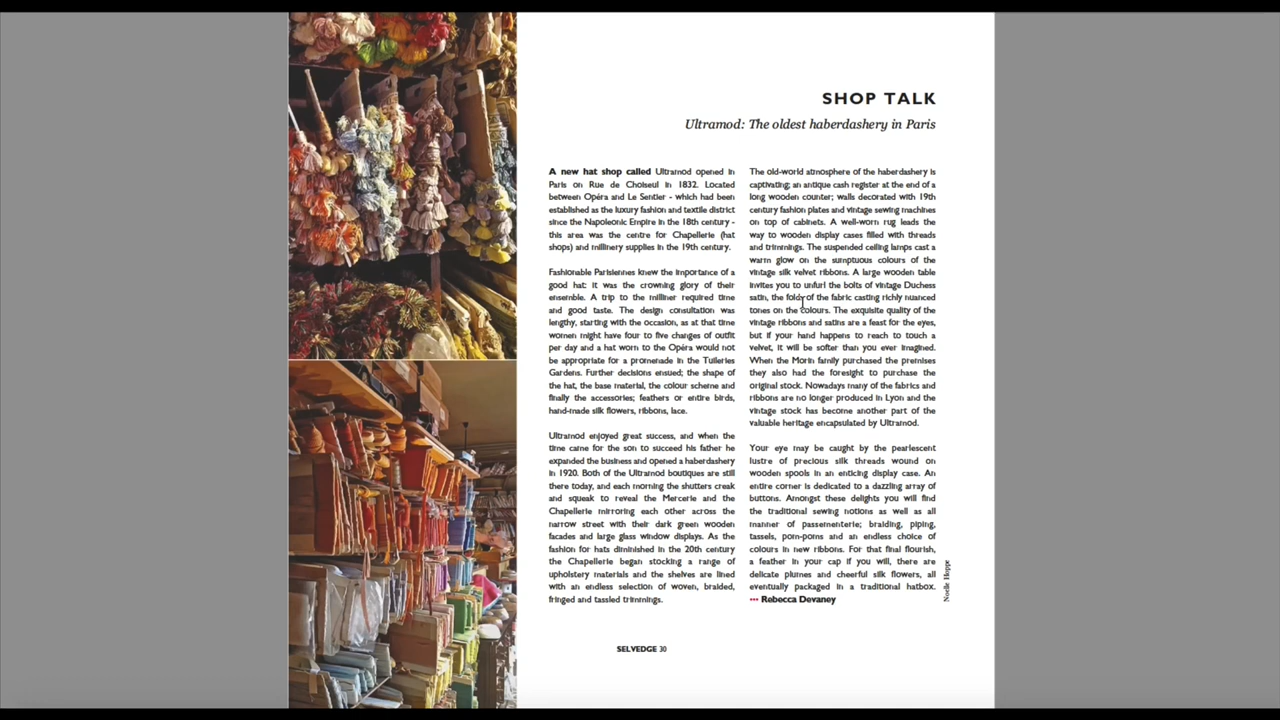 SHOP TALK
Ultramod: The oldest haberdashery in Paris
A new hat shop called Ultramod opened in
Paris on Rue de Choiseul in 1832. Located
between Opéra and Le Sentier - which had been
established as the luxury fashion and textile district
since the Napoleonic Empire in the 18th century -
this area was the centre for Chapellerie (hat
shops) and millinery supplies in the 19th century.
Fashionable Parisiennes knew the importance of a
good hat: it was the crowning glory of their
ensemble. A trip to the milliner required time
and good taste. The design consultation was
lengthy, starting with the occasion, as at that time
women might have four to five changes of outfit
per day and a hat worn to the Opéra would not
be appropriate for a promenade in the Tuileries
Gardens. Further decisions ensued; the shape of
the hat, the base material, the colour scheme and
finally the accessories; feathers or entire birds,
hand-made silk flowers, ribbons, lace.
Ultramod enjoyed great success, and when the
time came for the son to succeed his father he
expanded the business and opened a haberdashery
in 1920. Both of the Ultramod boutiques are still
there today, and each morning the shutters creak
and squeak to reveal the Mercerie and the
Chapellerie mirroring each other across the
narrow street with their dark green wooden
facades and large glass window displays. As the
fashion for hats diminished in the 20th century
the Chapellerie began stocking a range of
upholstery materials and the shelves are lined
with an endless selection of woven, braided,
fringed and tassled trimmings.
The old-world atmosphere of the haberdashery is
captivating; an antique cash register at the end of a
long wooden counter; walls decorated with 19th
century fashion plates and vintage sewing machines
on top of cabinets. A well-worn rug leads the
way to wooden display cases filled with threads
and trimmings. The suspended ceiling lamps cast a
warm glow on the sumptuous colours of the
vintage silk velvet ribbons. A large wooden table
invites you to unfurl the bolts of vintage Duchess
satin, the folds of the fabric casting richly nuanced
tones on the colours. The exquisite quality of the
vintage ribbons and satins are a feast for the eyes,
but if your hand happens to reach to touch a
velvet, it will be softer than you ever imagined.
When the Morin family purchased the premises
they also had the foresight to purchase the
original stock. Nowadays many of the fabrics and
ribbons are no longer produced in Lyon and the
vintage stock has become another part of the
valuable heritage encapsulated by Ultramod.
Your eye may be caught by the pearlescent
lustre of precious silk threads wound on
wooden spools in an enticing display case. An
entire corner is dedicated to a dazzling array of
buttons. Amongst these delights you will find
the traditional sewing notions as well as all
manner of passementerie; braiding, piping,
tassels, pom-poms and an endless choice of
colours in new ribbons. For that final flourish,
a feather in your cap if you will, there are
delicate plumes and cheerful silk flowers, all
eventually packaged in a traditional hatbox.
••• Rebecca Devaney
Noelle Hoppe
SELVEDGE 30